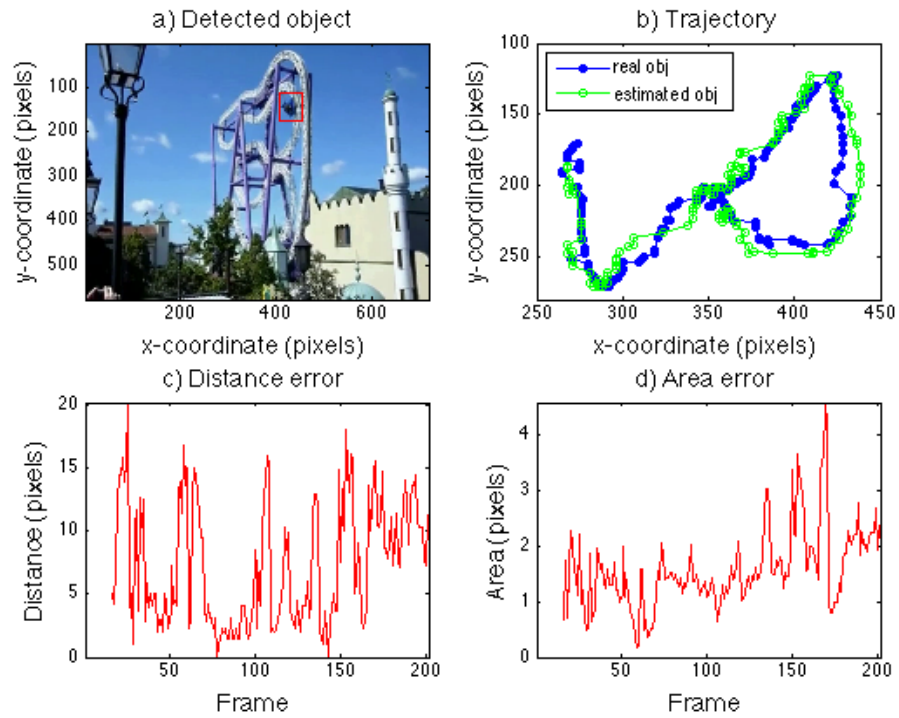 a) Detected object
y-coordinate (pixels)
100
200
300
400
500
200
400
600
x-coordinate (pixels)
b) Trajectory
y-coordinate (pixels)
100
150
200
250
real obj
estimated obj
250
300
350
400
450
x-coordinate (pixels)
c) Distance error
Distance (pixels)
20
15
10
5
0
50
100
150
200
Frame
d) Area error
Area (pixels)
4
3
2
1
0
50
100
150
200
Frame